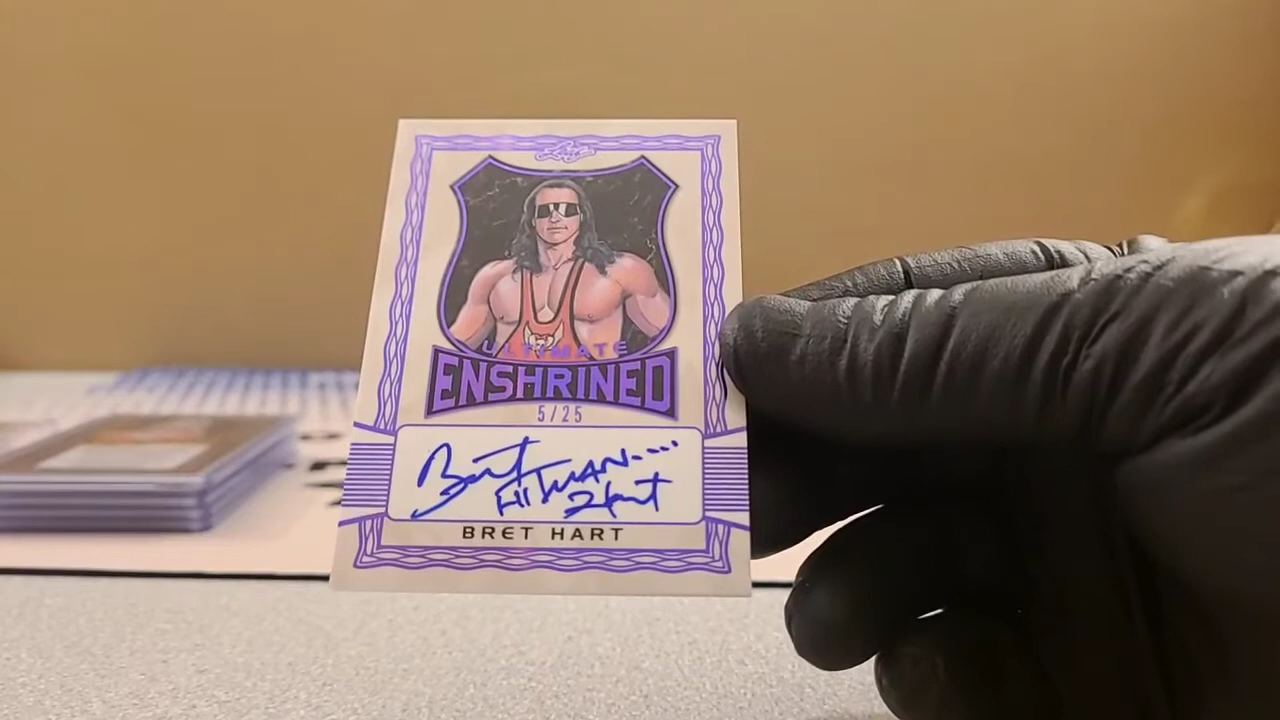 Leaf
ULTIMATE
ENSHRINED
5/25
Bret
HITMAN....
Hart
BRET HART